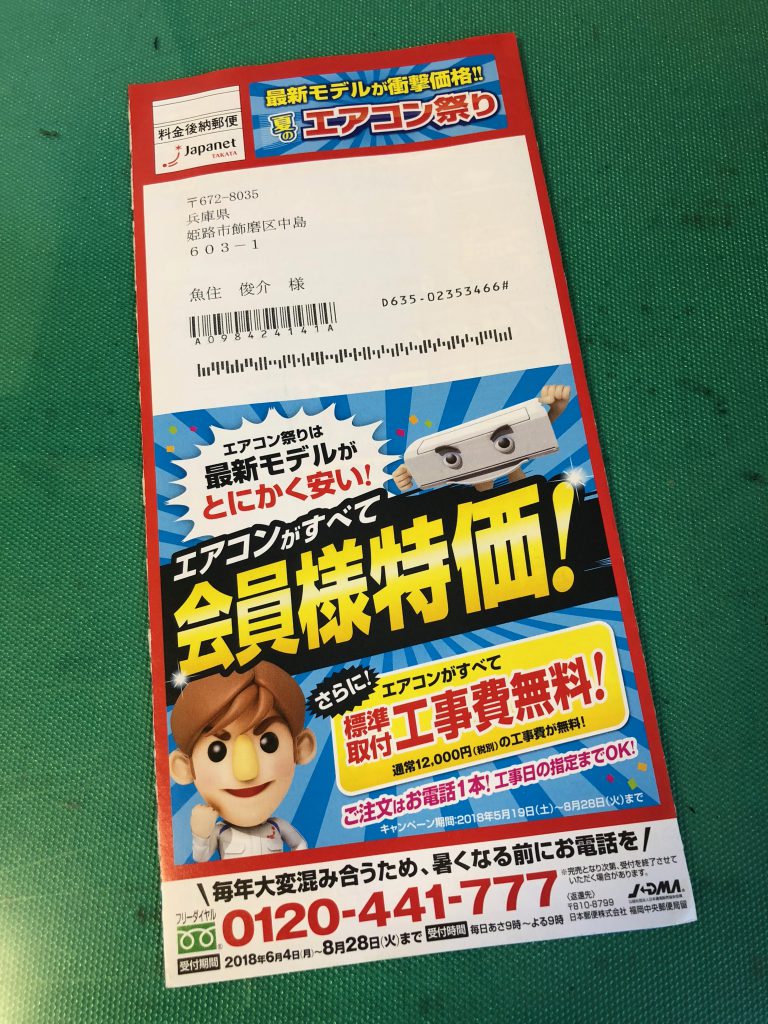 料金後納郵便
Japanet
TAKATA
最新モデルが衝撃価格!!
夏の エアコン祭り
〒672-8035
兵庫県
姫路市飾磨区中島
603-1
魚住 俊介 様
A098424141A
D635-02353466#
エアコン祭りは
最新モデルが
とにかく安い!
エアコンがすべて
会員様特価!
さらに!
エアコンがすべて
標準取付工事費無料!
通常12,000円(税別)の工事費が無料!
ご注文はお電話1本!工事日の指定までOK!
キャンペーン期間:2018年5月19日(土)~8月28日(火)まで
毎年大変混み合うため、暑くなる前にお電話を
※完売となり次第、受付を終了させて
いただく場合があります。
フリーダイヤル
0120-441-777
受付期間 2018年6月4日(月)~8月28日(火)まで 受付時間 毎日あさ9時~よる9時
JADMA
〈返還先〉
〒810-8799
日本郵便株式会社 福岡中央郵便局留